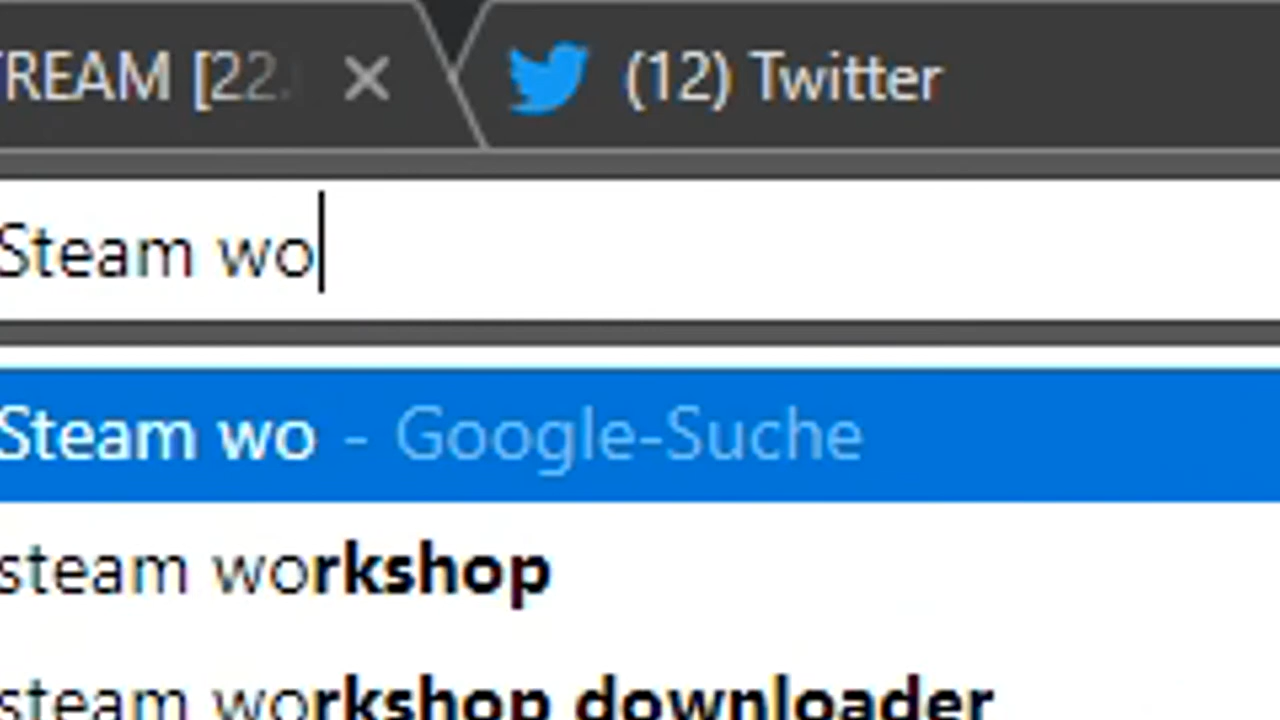 TREAM [22. (12) Twitter
Steam wo
Steam wo - Google-Suche
steam workshop
steam workshop downloader